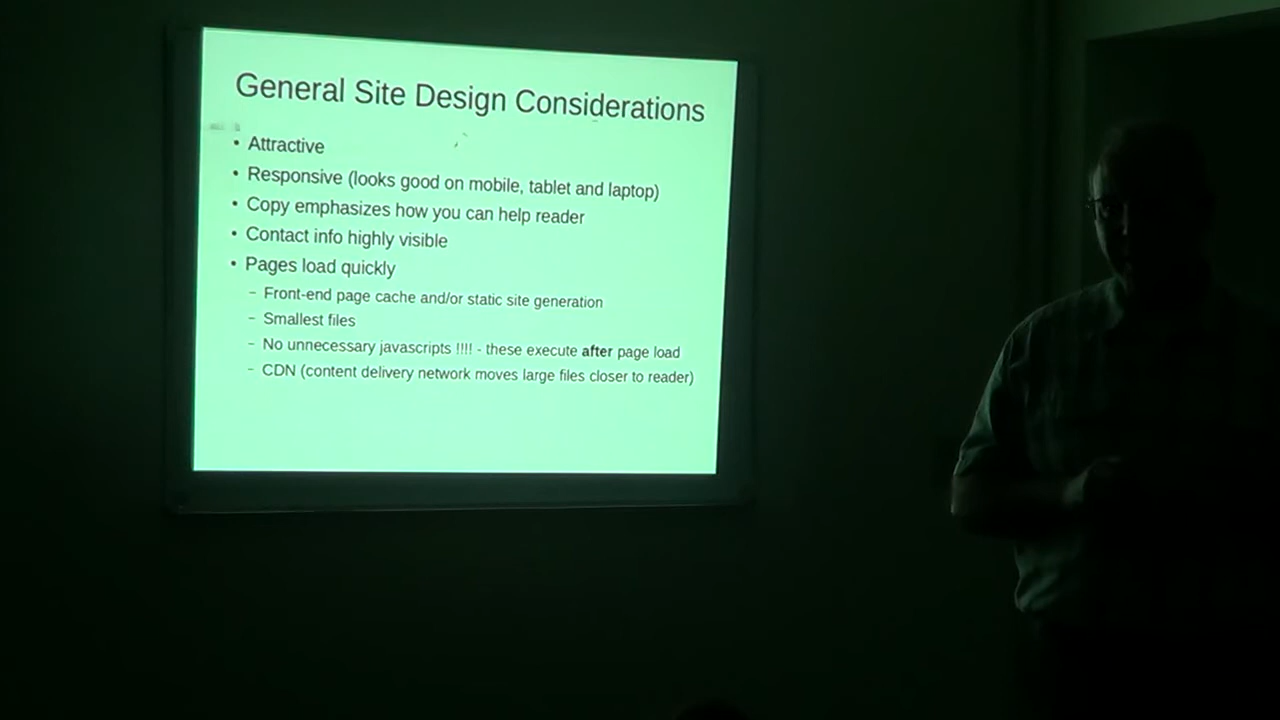 General Site Design Considerations
• Attractive
• Responsive (looks good on mobile, tablet and laptop)
• Copy emphasizes how you can help reader
• Contact info highly visible
• Pages load quickly
– Front-end page cache and/or static site generation
– Smallest files
– No unnecessary javascripts !!!! - these execute after page load
– CDN (content delivery network moves large files closer to reader)